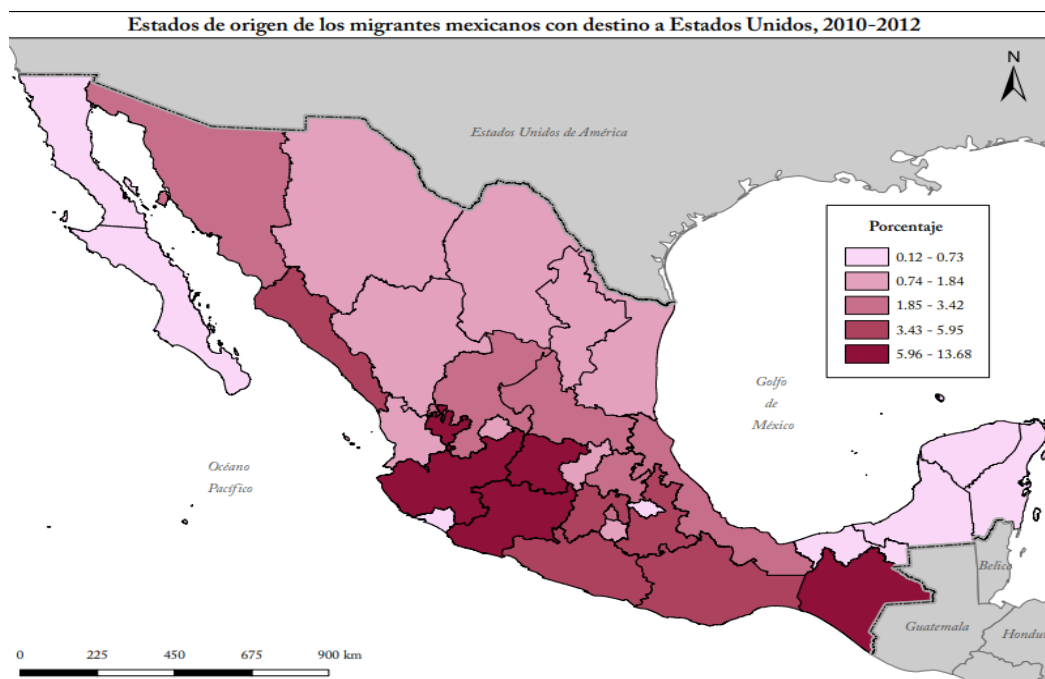 Estados de origen de los migrantes mexicanos con destino a Estados Unidos, 2010-2012
N
Estados Unidos de América
Porcentaje
0.12 - 0.73
0.74 - 1.84
1.85 - 3.42
3.43 - 5.95
5.96 - 13.68
Golfo
de
México
Océano
Pacífico
Belice
Guatemala
Hondu
0 225 450 675 900 km